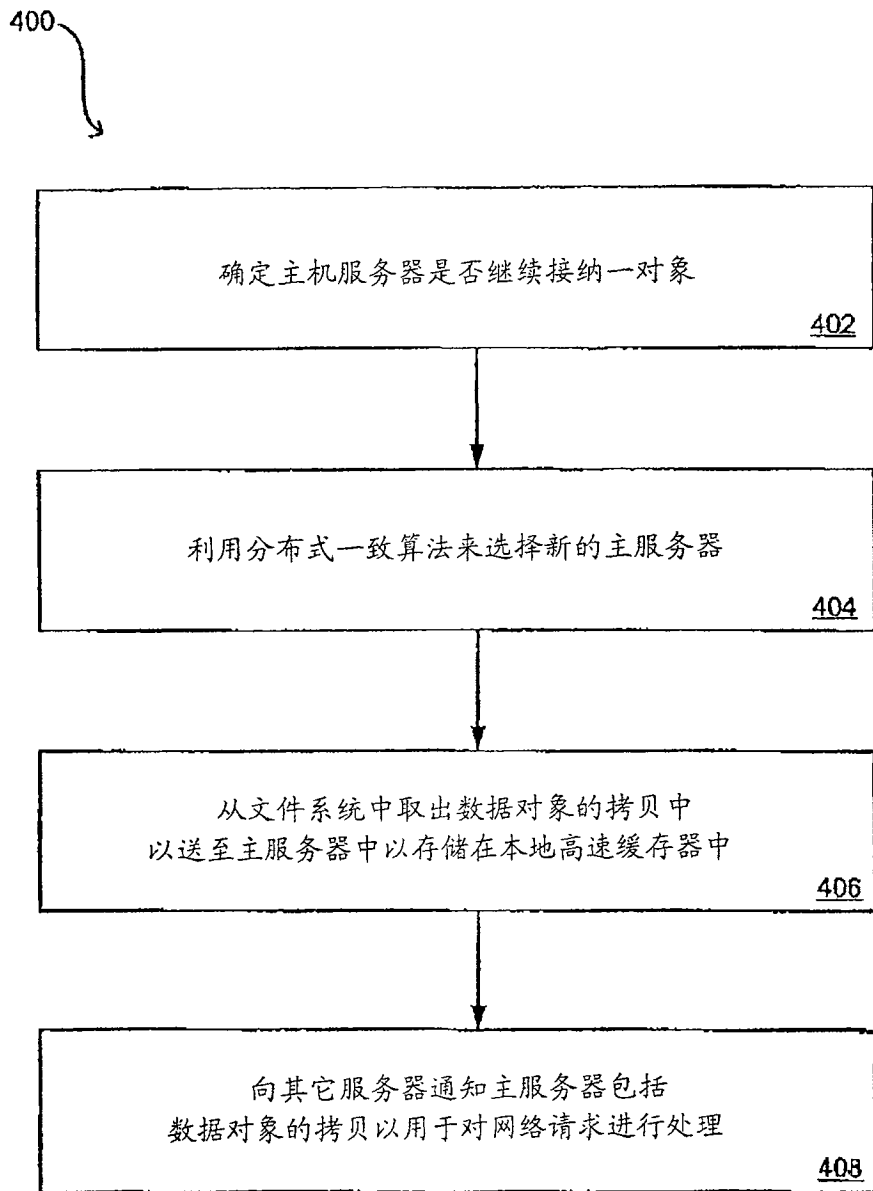 400
确定主机服务器是否继续接纳一对象
402
利用分布式一致算法来选择新的主服务器
404
从文件系统中取出数据对象的拷贝中
以送至主服务器中以存储在本地高速缓存器中
406
向其它服务器通知主服务器包括
数据对象的拷贝以用于对网络请求进行处理
408